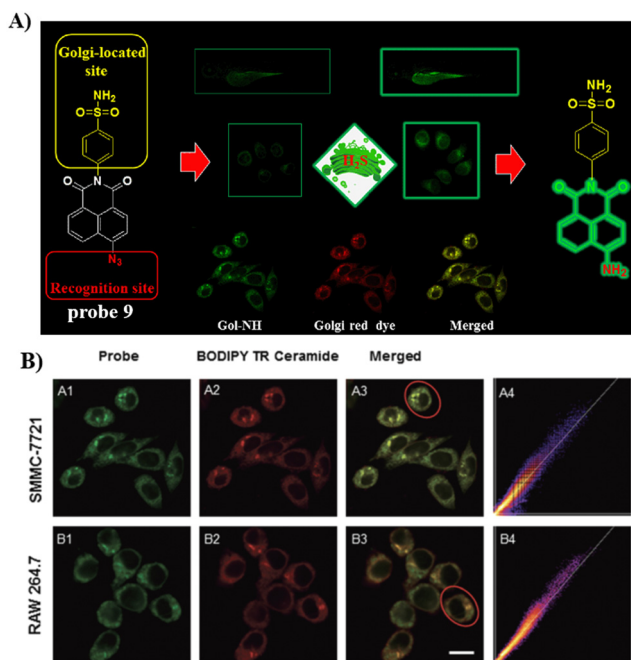 A)
Golgi-located
site
NH2
O=S=O
N
O
O
N3
Recognition site
probe 9
H2S
Gol-NH
Golgi red dye
Merged
NH2
O=S=O
O
N
O
NH2
B)
Probe
BODIPY TR Ceramide
Merged
SMMC-7721
A1
A2
A3
A4
RAW 264.7
B1
B2
B3
B4